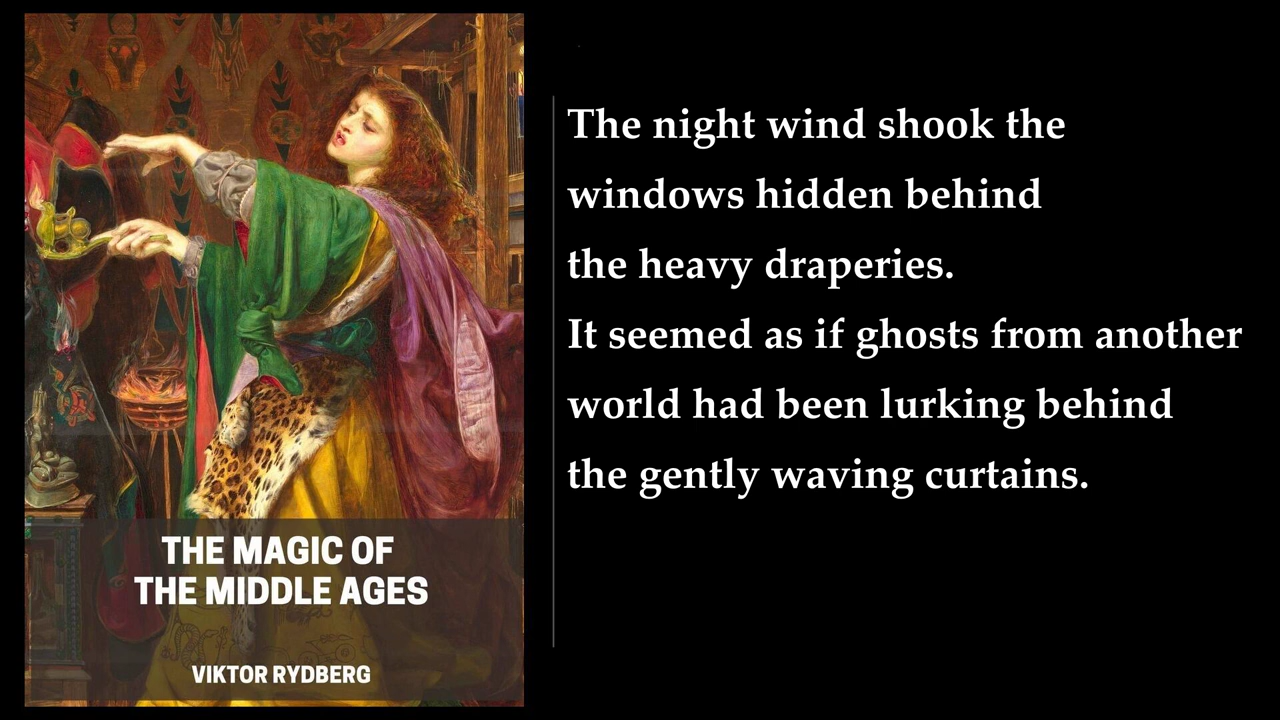 THE MAGIC OF
THE MIDDLE AGES
VIKTOR RYDBERG
The night wind shook the
windows hidden behind
the heavy draperies.
It seemed as if ghosts from another
world had been lurking behind
the gently waving curtains.